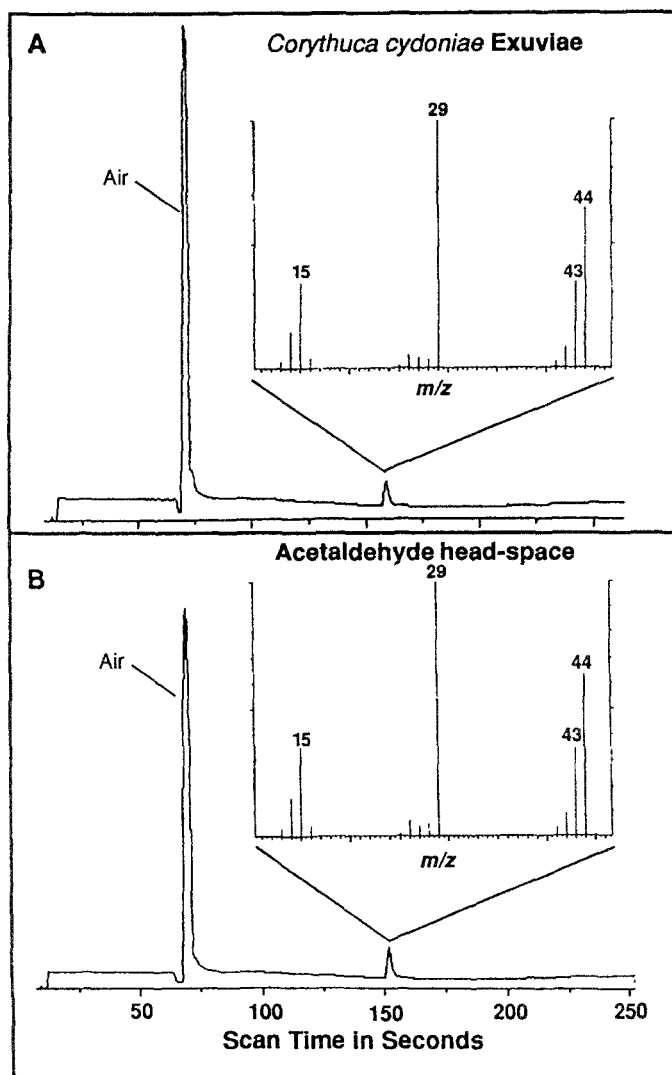 A
Corythuca cydoniae Exuviae
29
Air
44
15
43
m/z
Acetaldehyde head-space
B
29
Air
44
15
43
m/z
50 100 150 200 250
Scan Time in Seconds